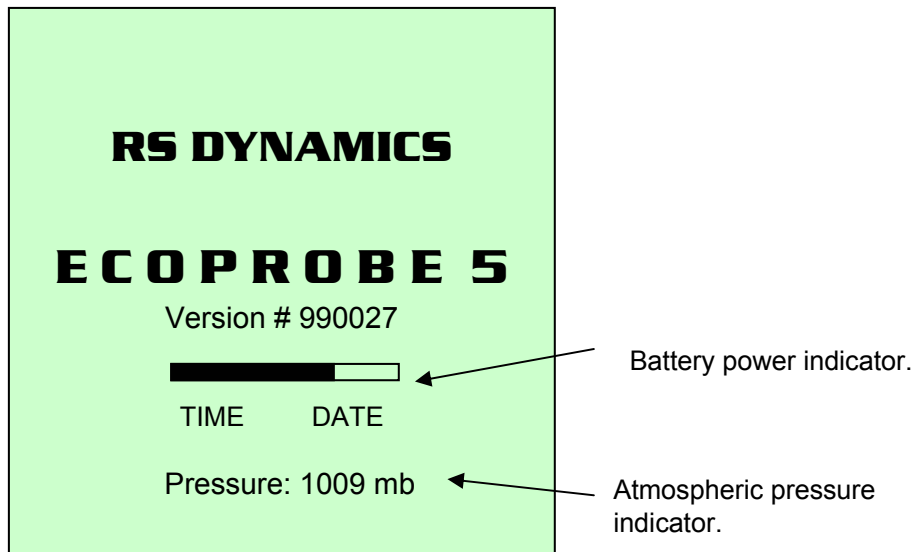 RS DYNAMICS
ECOPROBE 5
Version # 990027
Battery power indicator.
TIME DATE
Pressure: 1009 mb
Atmospheric pressure
indicator.